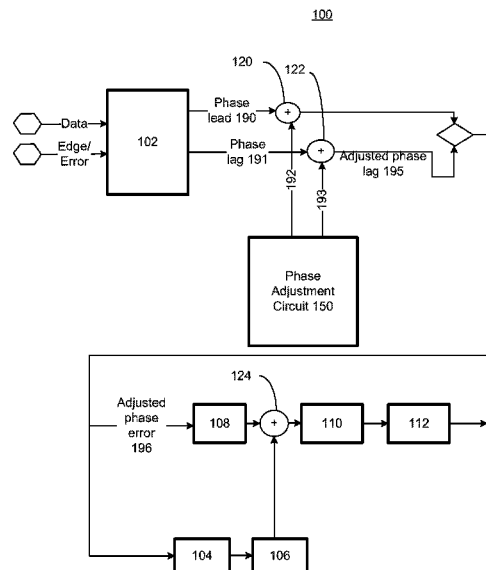 100
120
122
Data
Edge/
Error
102
Phase
lead 190
Phase
lag 191
+
+
Adjusted phase
lag 195
192
193
Phase
Adjustment
Circuit 150
124
Adjusted
phase
error
196
108
+
110
112
104
106